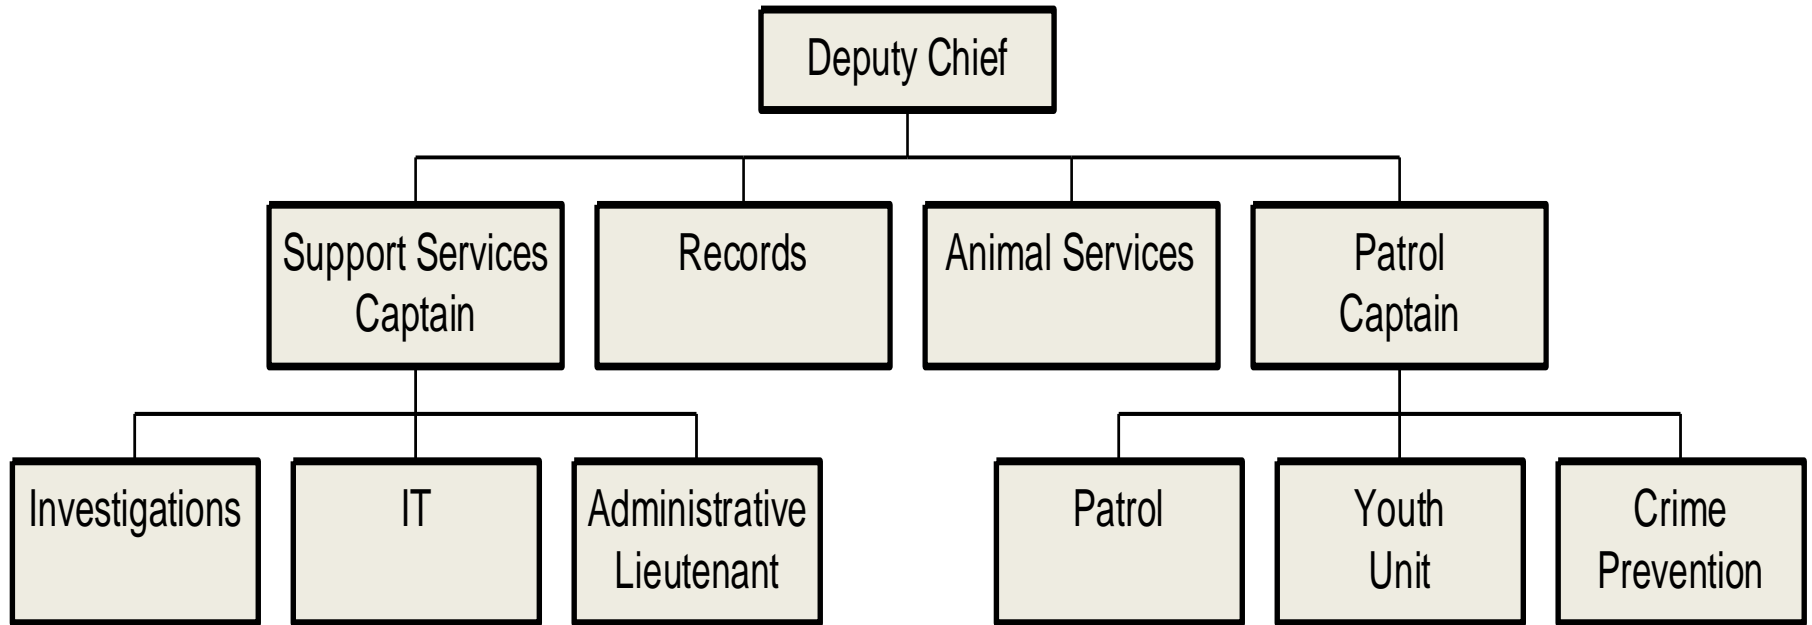 Deputy Chief
Support Services
Captain
Records
Animal Services
Patrol
Captain
Investigations
IT
Administrative
Lieutenant
Patrol
Youth
Unit
Crime
Prevention